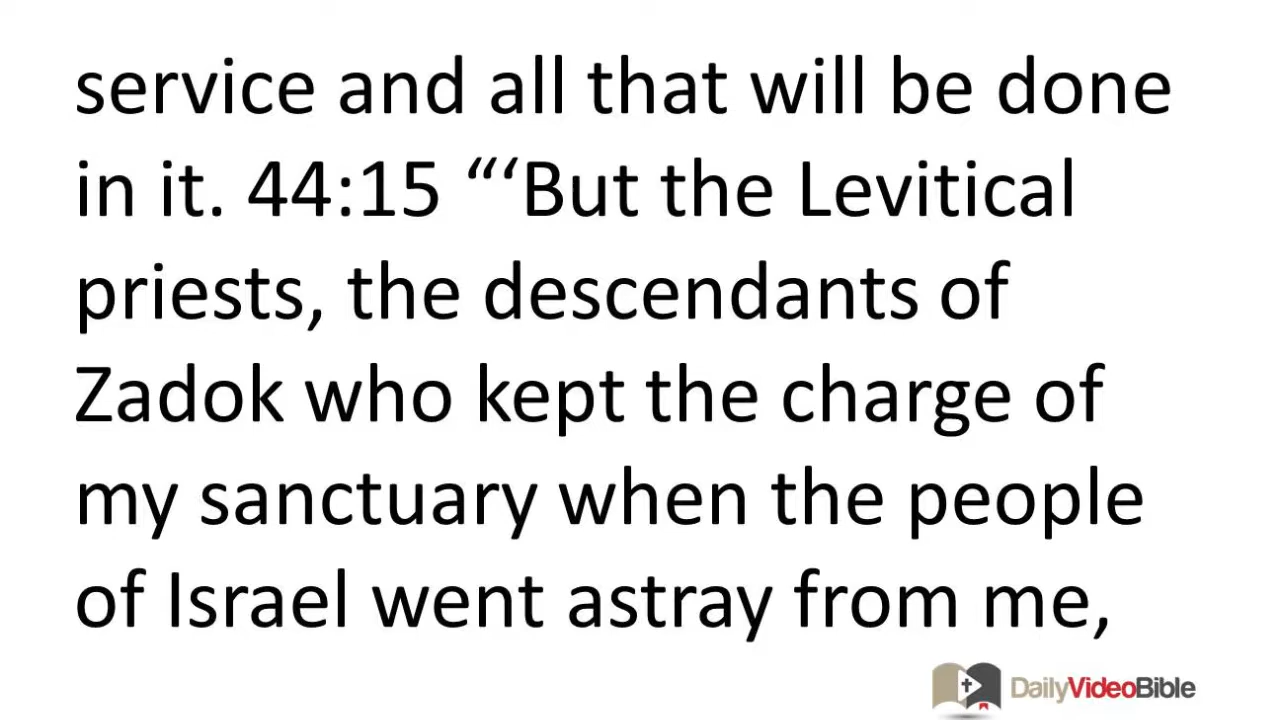 service and all that will be done
in it. 44:15 “‘But the Levitical
priests, the descendants of
Zadok who kept the charge of
my sanctuary when the people
of Israel went astray from me,
DailyVideoBible